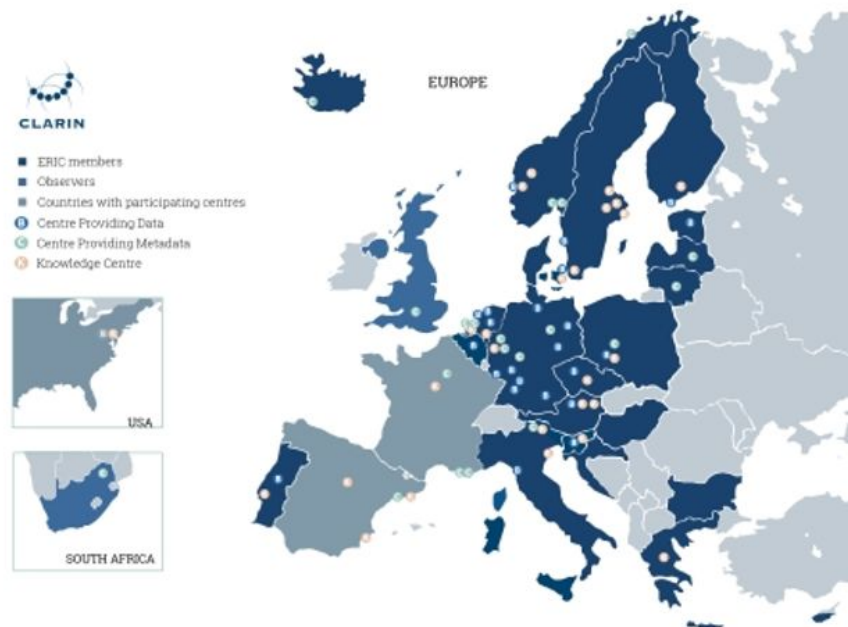 EUROPE
CLARIN
ERIC members
Observers
Countries with participating centres
B Centre Providing Data
C Centre Providing Metadata
K Knowledge Centre
USA
SOUTH AFRICA